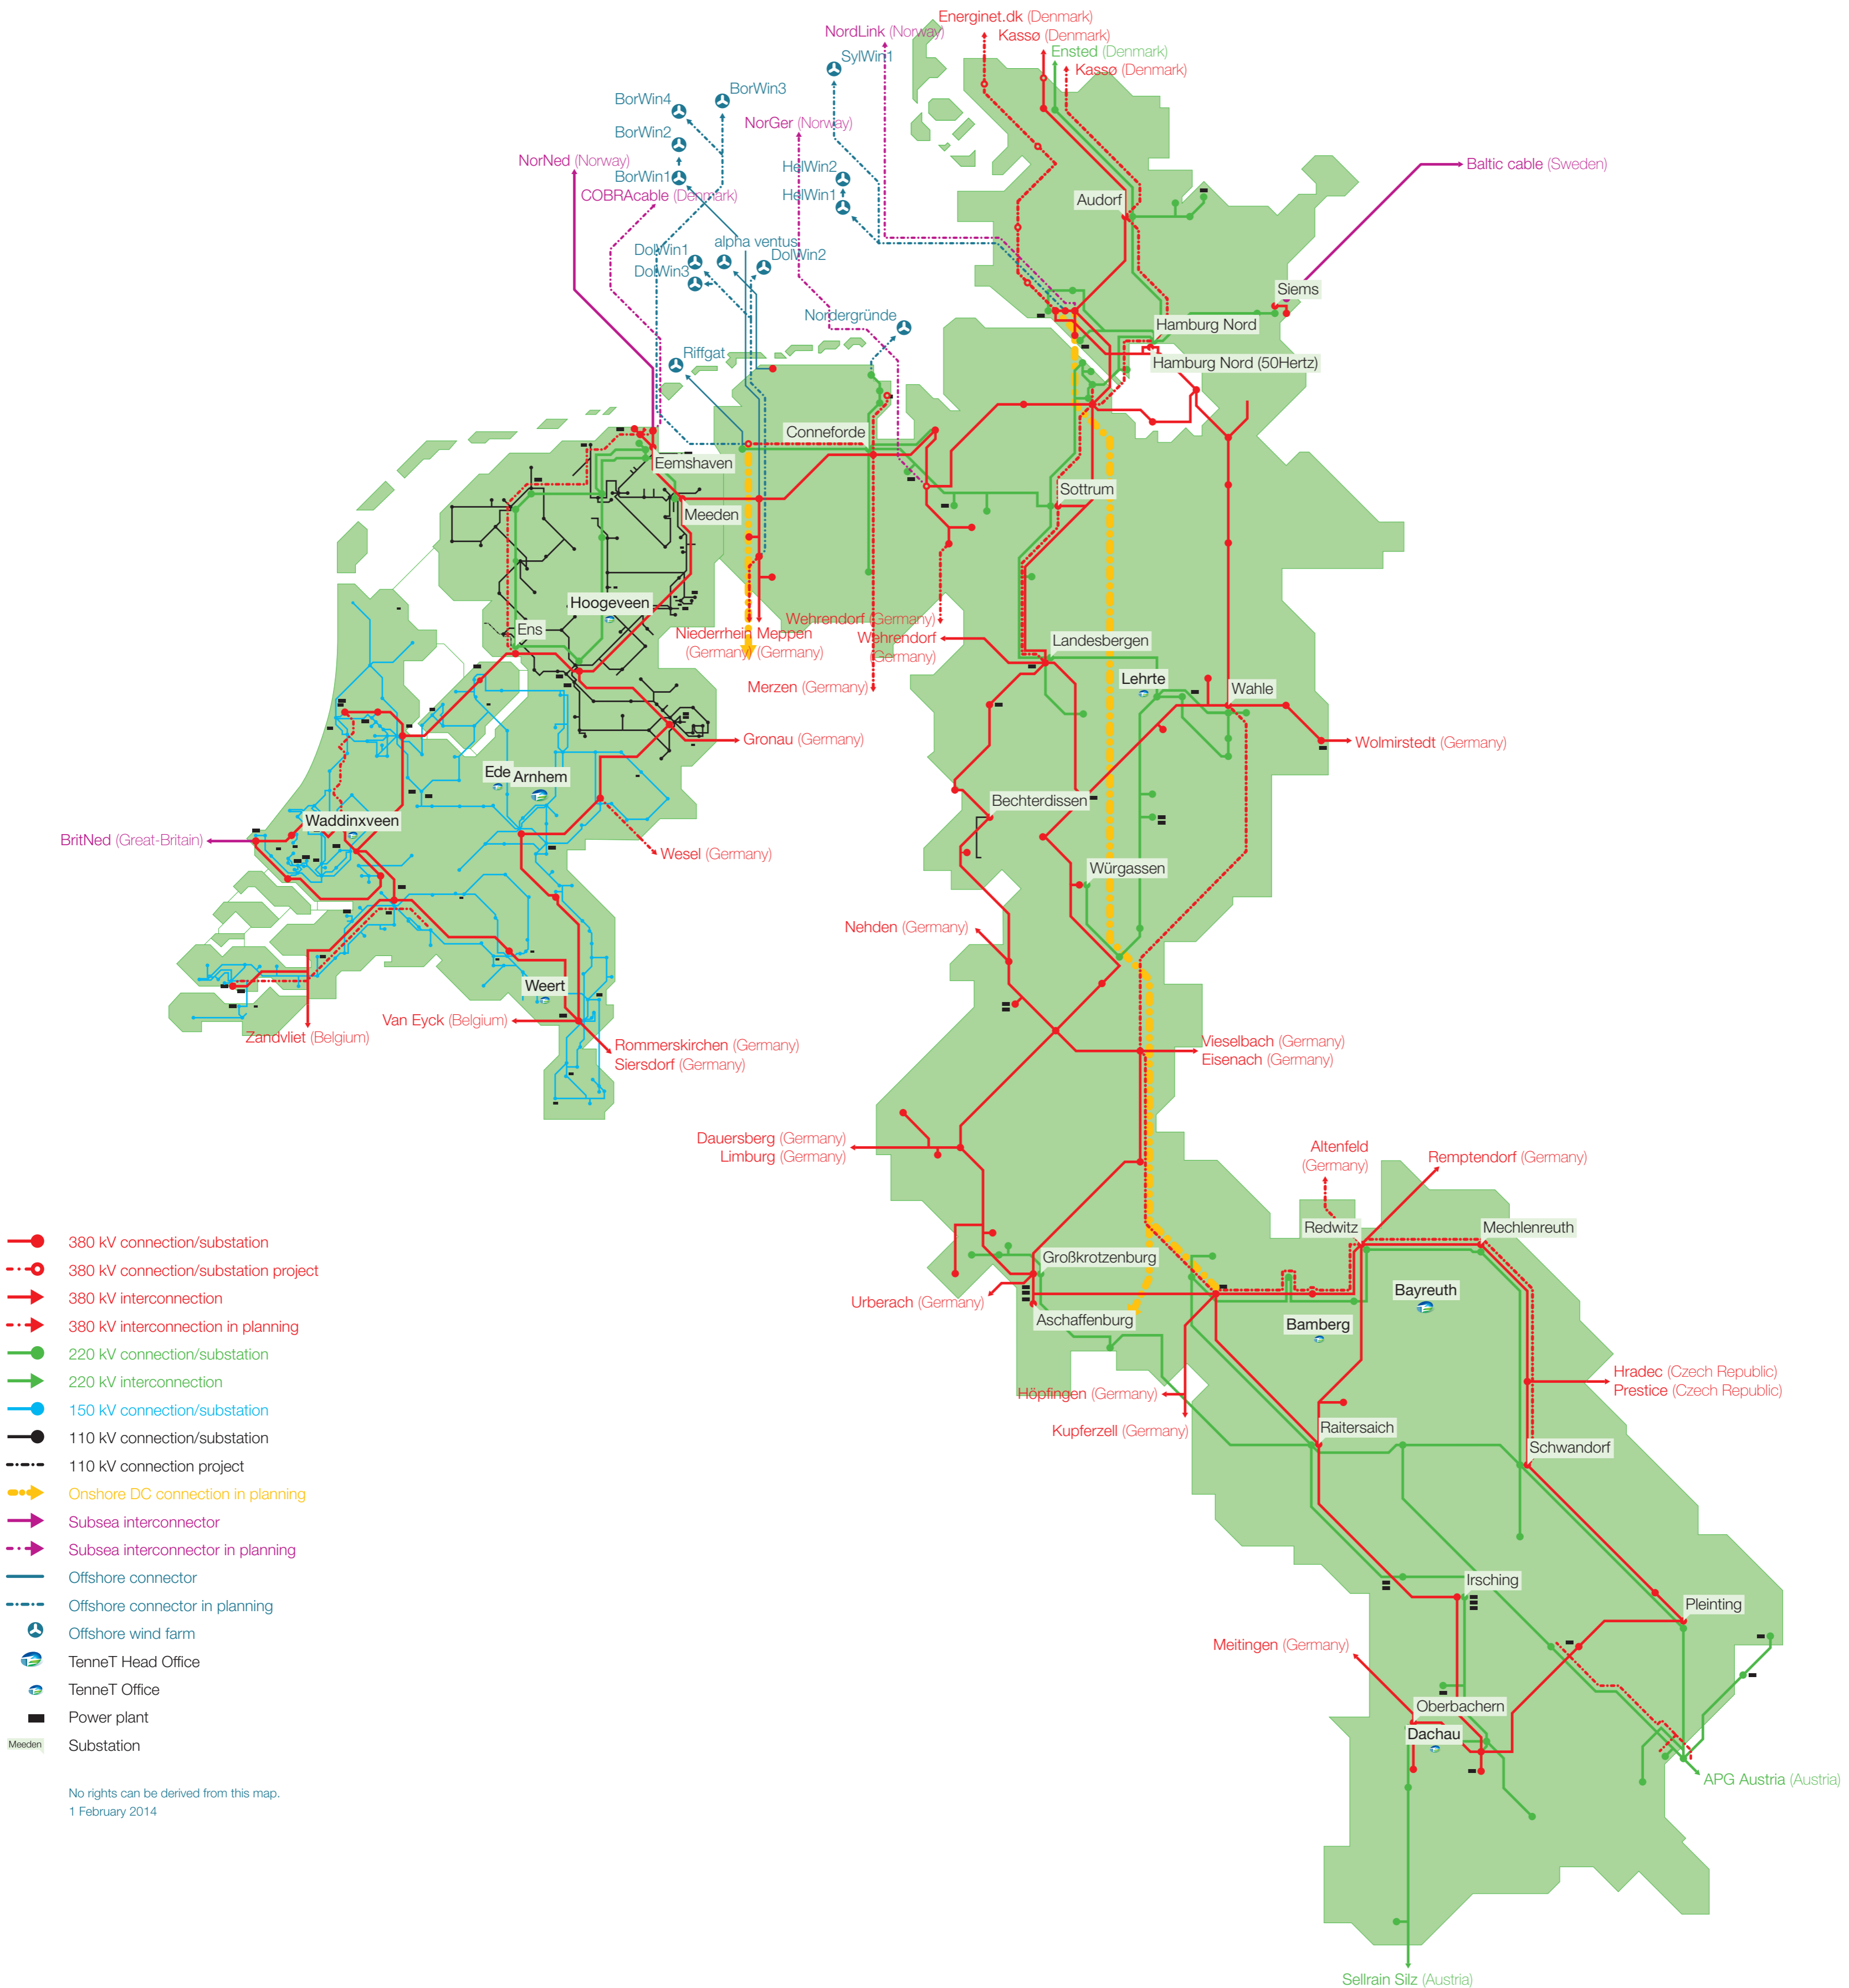 Energinet.dk (Denmark)
Kassø (Denmark)
NordLink (Norway)
Ensted (Denmark)
SylWin1
Kassø (Denmark)
BorWin3
BorWin4
NorGer (Norway)
BorWin2
NorNed (Norway)
Baltic cable (Sweden)
HelWin2
BorWin1
COBRAcable (Denmark)
HelWin1
Audorf
alpha ventus
DolWin1
DolWin2
DolWin3
Siems
Nordergründe
Hamburg Nord
Riffgat
Hamburg Nord (50Hertz)
Conneforde
Eemshaven
Sottrum
Meeden
Hoogeveen
Wehrendorf (Germany)
Ens
Niederrhein Meppen
(Germany) (Germany)
Wehrendorf
(Germany)
Landesbergen
Lehrte
Merzen (Germany)
Wahle
Gronau (Germany)
Wolmirstedt (Germany)
Ede
Arnhem
Bechterdissen
Waddinxveen
BritNed (Great-Britain)
Wesel (Germany)
Würgassen
Nehden (Germany)
Weert
Van Eyck (Belgium)
Zandvliet (Belgium)
Rommerskirchen (Germany)
Siersdorf (Germany)
Vieselbach (Germany)
Eisenach (Germany)
Dauersberg (Germany)
Limburg (Germany)
Altenfeld
(Germany)
Remptendorf (Germany)
Redwitz
Mechlenreuth
Großkrotzenburg
Bayreuth
Urberach (Germany)
Aschaffenburg
Bamberg
Hradec (Czech Republic)
Prestice (Czech Republic)
Höpfingen (Germany)
Kupferzell (Germany)
Raitersaich
Schwandorf
Irsching
Pleinting
Meitingen (Germany)
Oberbachern
Dachau
APG Austria (Austria)
Sellrain Silz (Austria)
380 kV connection/substation
380 kV connection/substation project
380 kV interconnection
380 kV interconnection in planning
220 kV connection/substation
220 kV interconnection
150 kV connection/substation
110 kV connection/substation
110 kV connection project
Onshore DC connection in planning
Subsea interconnector
Subsea interconnector in planning
Offshore connector
Offshore connector in planning
Offshore wind farm
TenneT Head Office
TenneT Office
Power plant
Meeden Substation
No rights can be derived from this map.
1 February 2014